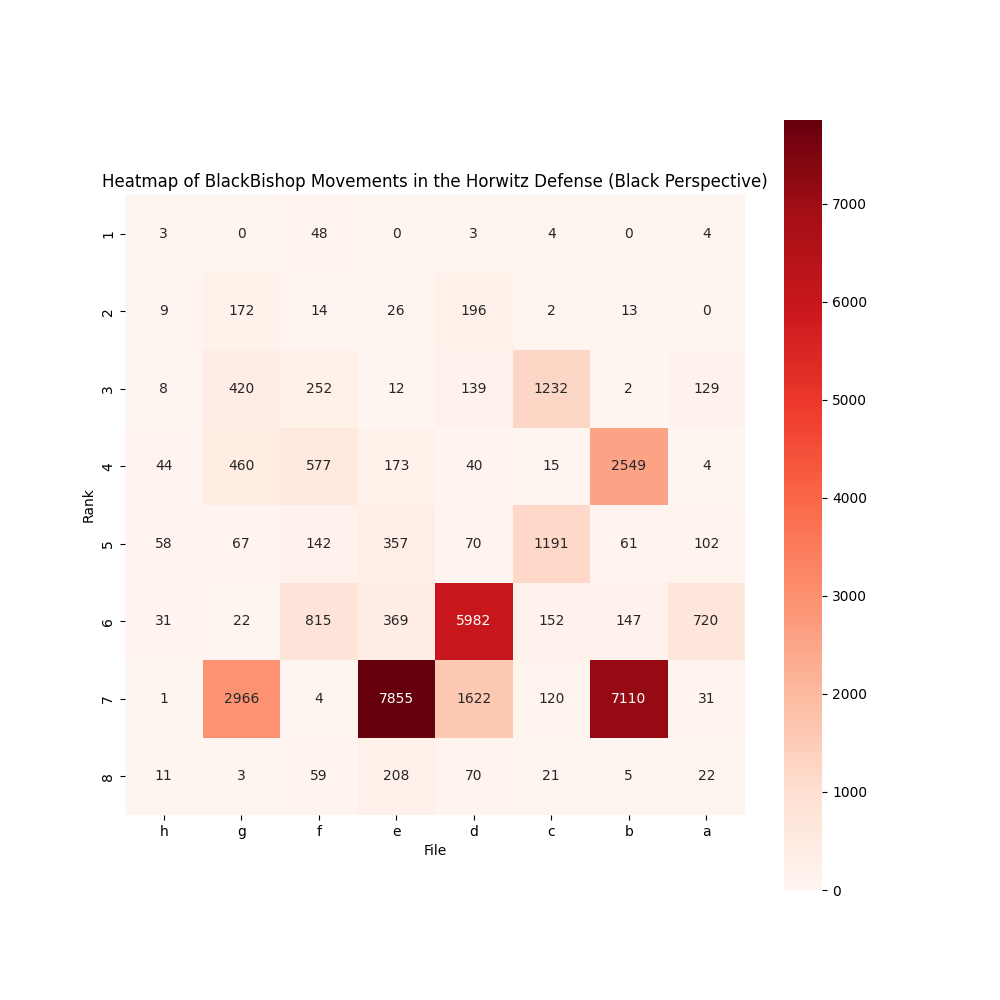 Heatmap of BlackBishop Movements in the Horwitz Defense (Black Perspective)
1 3 0 48 0 3 4 0 4
2 9 172 14 26 196 2 13 0
3 8 420 252 12 139 1232 2 129
4 44 460 577 173 40 15 2549 4
5 58 67 142 357 70 1191 61 102
6 31 22 815 369 5982 152 147 720
7 1 2966 4 7855 1622 120 7110 31
8 11 3 59 208 70 21 5 22
h g f e d c b a
Rank
File
7000
6000
5000
4000
3000
2000
1000
0